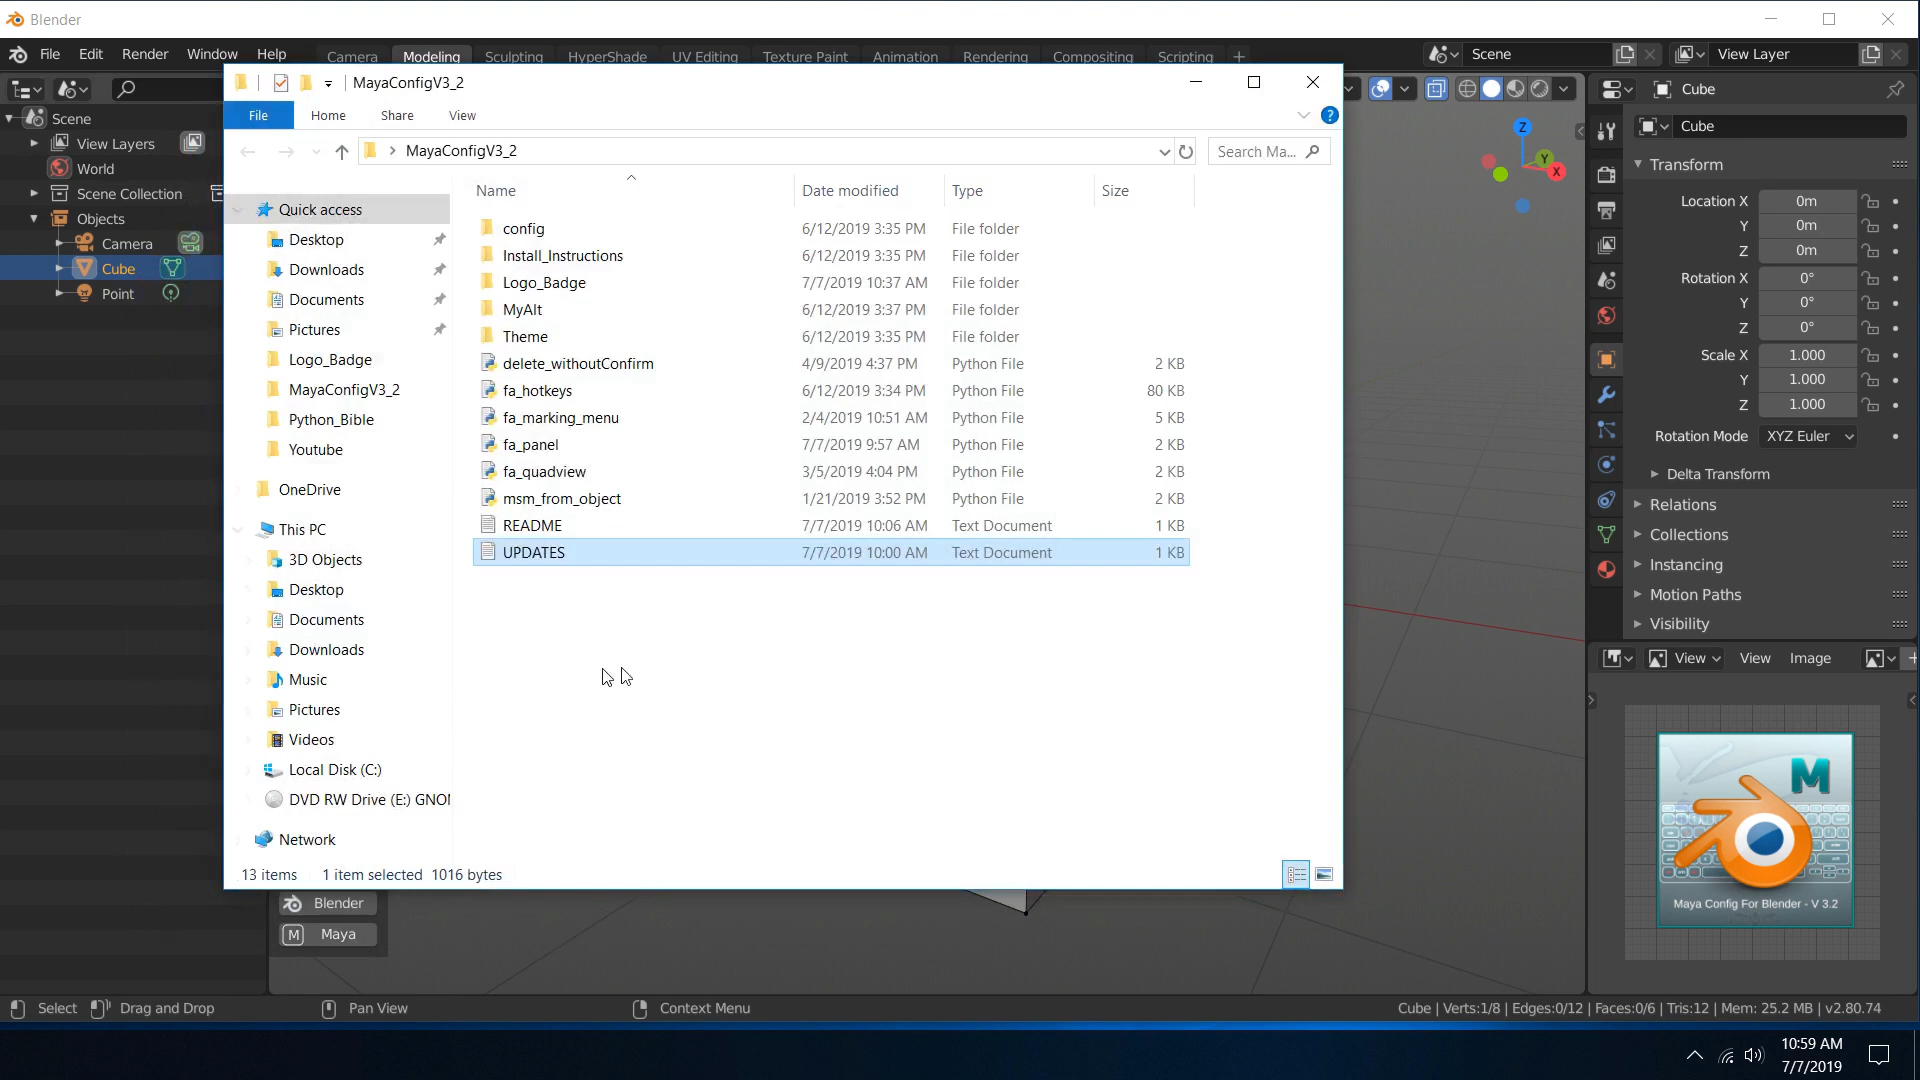 Blender
File Edit Render Window Help Camera Modeling Sculpting HyperShade UV Editing Texture Paint Animation Rendering Compositing Scripting Scene View Layer
MayaConfigV3_2
File Home Share View
MayaConfigV3_2 Search Ma...
Name Date modified Type Size
config 6/12/2019 3:35 PM File folder
Install_Instructions 6/12/2019 3:35 PM File folder
Logo_Badge 7/7/2019 10:37 AM File folder
MyAlt 6/12/2019 3:37 PM File folder
Theme 6/12/2019 3:35 PM File folder
delete_withoutConfirm 4/9/2019 4:37 PM Python File 2 KB
fa_hotkeys 6/12/2019 3:34 PM Python File 80 KB
fa_marking_menu 2/4/2019 10:51 AM Python File 5 KB
fa_panel 7/7/2019 9:57 AM Python File 2 KB
fa_quadview 3/5/2019 4:04 PM Python File 2 KB
msm_from_object 1/21/2019 3:52 PM Python File 2 KB
README 7/7/2019 10:06 AM Text Document 1 KB
UPDATES 7/7/2019 10:00 AM Text Document 1 KB
Quick access
Desktop
Downloads
Documents
Pictures
Logo_Badge
MayaConfigV3_2
Python_Bible
Youtube
OneDrive
This PC
3D Objects
Desktop
Documents
Downloads
Music
Pictures
Videos
Local Disk (C:)
DVD RW Drive (E:) GNO
Network
13 items 1 item selected 1016 bytes
Scene
View Layers
World
Scene Collection
Objects
Camera
Cube
Point
Blender
M Maya
Z
Y
X
Cube
Cube
Transform
Location X 0m
Y 0m
Z 0m
Rotation X 0°
Y 0°
Z 0°
Scale X 1.000
Y 1.000
Z 1.000
Rotation Mode XYZ Euler
Delta Transform
Relations
Collections
Instancing
Motion Paths
Visibility
View View Image
M
Maya Config For Blender - V 3.2
Select Drag and Drop Pan View Context Menu Cube | Verts:1/8 | Edges:0/12 | Faces:0/6 | Tris:12 | Mem: 25.2 MB | v2.80.74
10:59 AM
7/7/2019